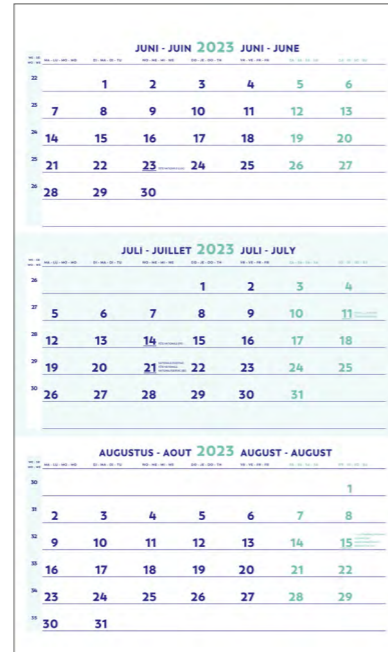 JUNI - JUIN 2023 JUNI - JUNE
22 1 2 3 4 5 6
23 7 8 9 10 11 12 13
24 14 15 16 17 18 19 20
25 21 22 23 24 25 26 27
26 28 29 30
JULI - JUILLET 2023 JULI - JULY
26 1 2 3 4
27 5 6 7 8 9 10 11
28 12 13 14 15 16 17 18
29 19 20 21 22 23 24 25
30 26 27 28 29 30 31
AUGUSTUS - AOUT 2023 AUGUST - AUGUST
30 1
31 2 3 4 5 6 7 8
32 9 10 11 12 13 14 15
33 16 17 18 19 20 21 22
34 23 24 25 26 27 28 29
35 30 31